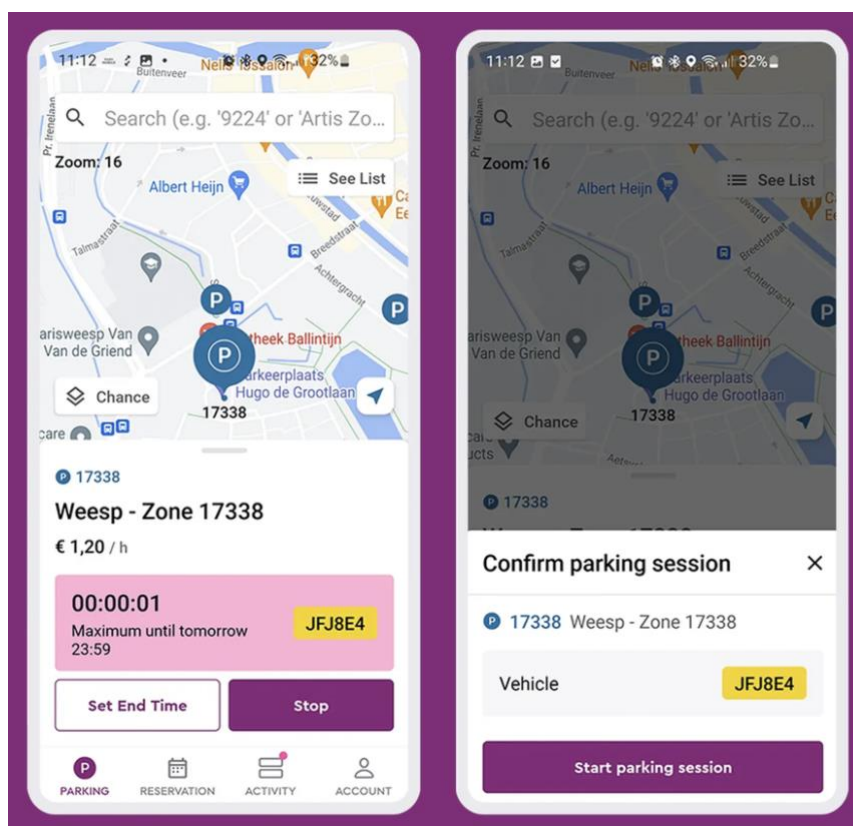 11:12
32%
Buitenveer
Search (e.g. '9224' or 'Artis Zo...
Pr. Irenelaan
Zoom: 16
See List
Albert Heijn
Talmastraat
Breedstraat
Achtergracht
P
P
P
arisweesp Van
Van de Griend
theek Ballintijn
arkeerplaats
Hugo de Grootlaan
Chance
17338
care
P 17338
Weesp - Zone 17338
€ 1,20 / h
00:00:01
Maximum until tomorrow
23:59
JFJ8E4
Set End Time
Stop
P
PARKING
RESERVATION
ACTIVITY
ACCOUNT
11:12
32%
Buitenveer
Search (e.g. '9224' or 'Artis Zo...
Zoom: 16
See List
Albert Heijn
Talmastraat
Breedstraat
Achtergracht
P
P
P
arisweesp Van
Van de Griend
theek Ballintijn
arkeerplaats
Hugo de Grootlaan
Chance
17338
ucts
P 17338
Confirm parking session
P 17338 Weesp - Zone 17338
Vehicle
JFJ8E4
Start parking session